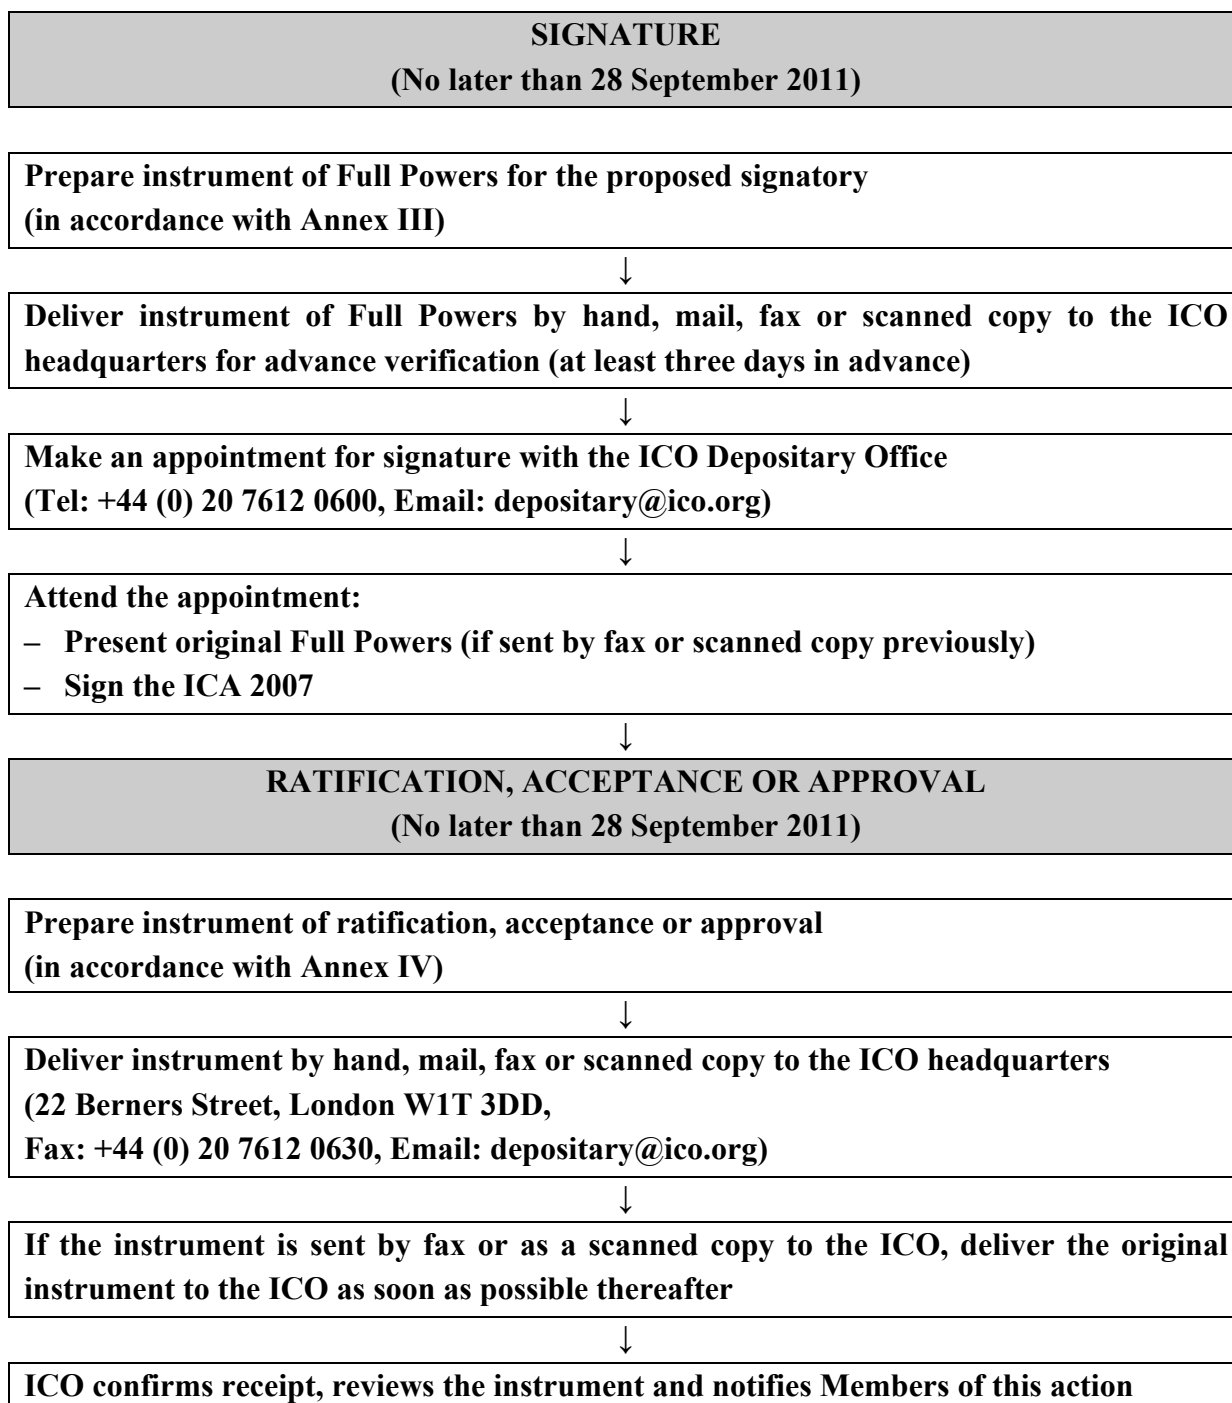 SIGNATURE
(No later than 28 September 2011)
Prepare instrument of Full Powers for the proposed signatory
(in accordance with Annex III)
↓
Deliver instrument of Full Powers by hand, mail, fax or scanned copy to the ICO
headquarters for advance verification (at least three days in advance)
↓
Make an appointment for signature with the ICO Depositary Office
(Tel: +44 (0) 20 7612 0600, Email: depositary@ico.org)
↓
Attend the appointment:
– Present original Full Powers (if sent by fax or scanned copy previously)
– Sign the ICA 2007
↓
RATIFICATION, ACCEPTANCE OR APPROVAL
(No later than 28 September 2011)
Prepare instrument of ratification, acceptance or approval
(in accordance with Annex IV)
↓
Deliver instrument by hand, mail, fax or scanned copy to the ICO headquarters
(22 Berners Street, London W1T 3DD,
Fax: +44 (0) 20 7612 0630, Email: depositary@ico.org)
↓
If the instrument is sent by fax or as a scanned copy to the ICO, deliver the original
instrument to the ICO as soon as possible thereafter
↓
ICO confirms receipt, reviews the instrument and notifies Members of this action